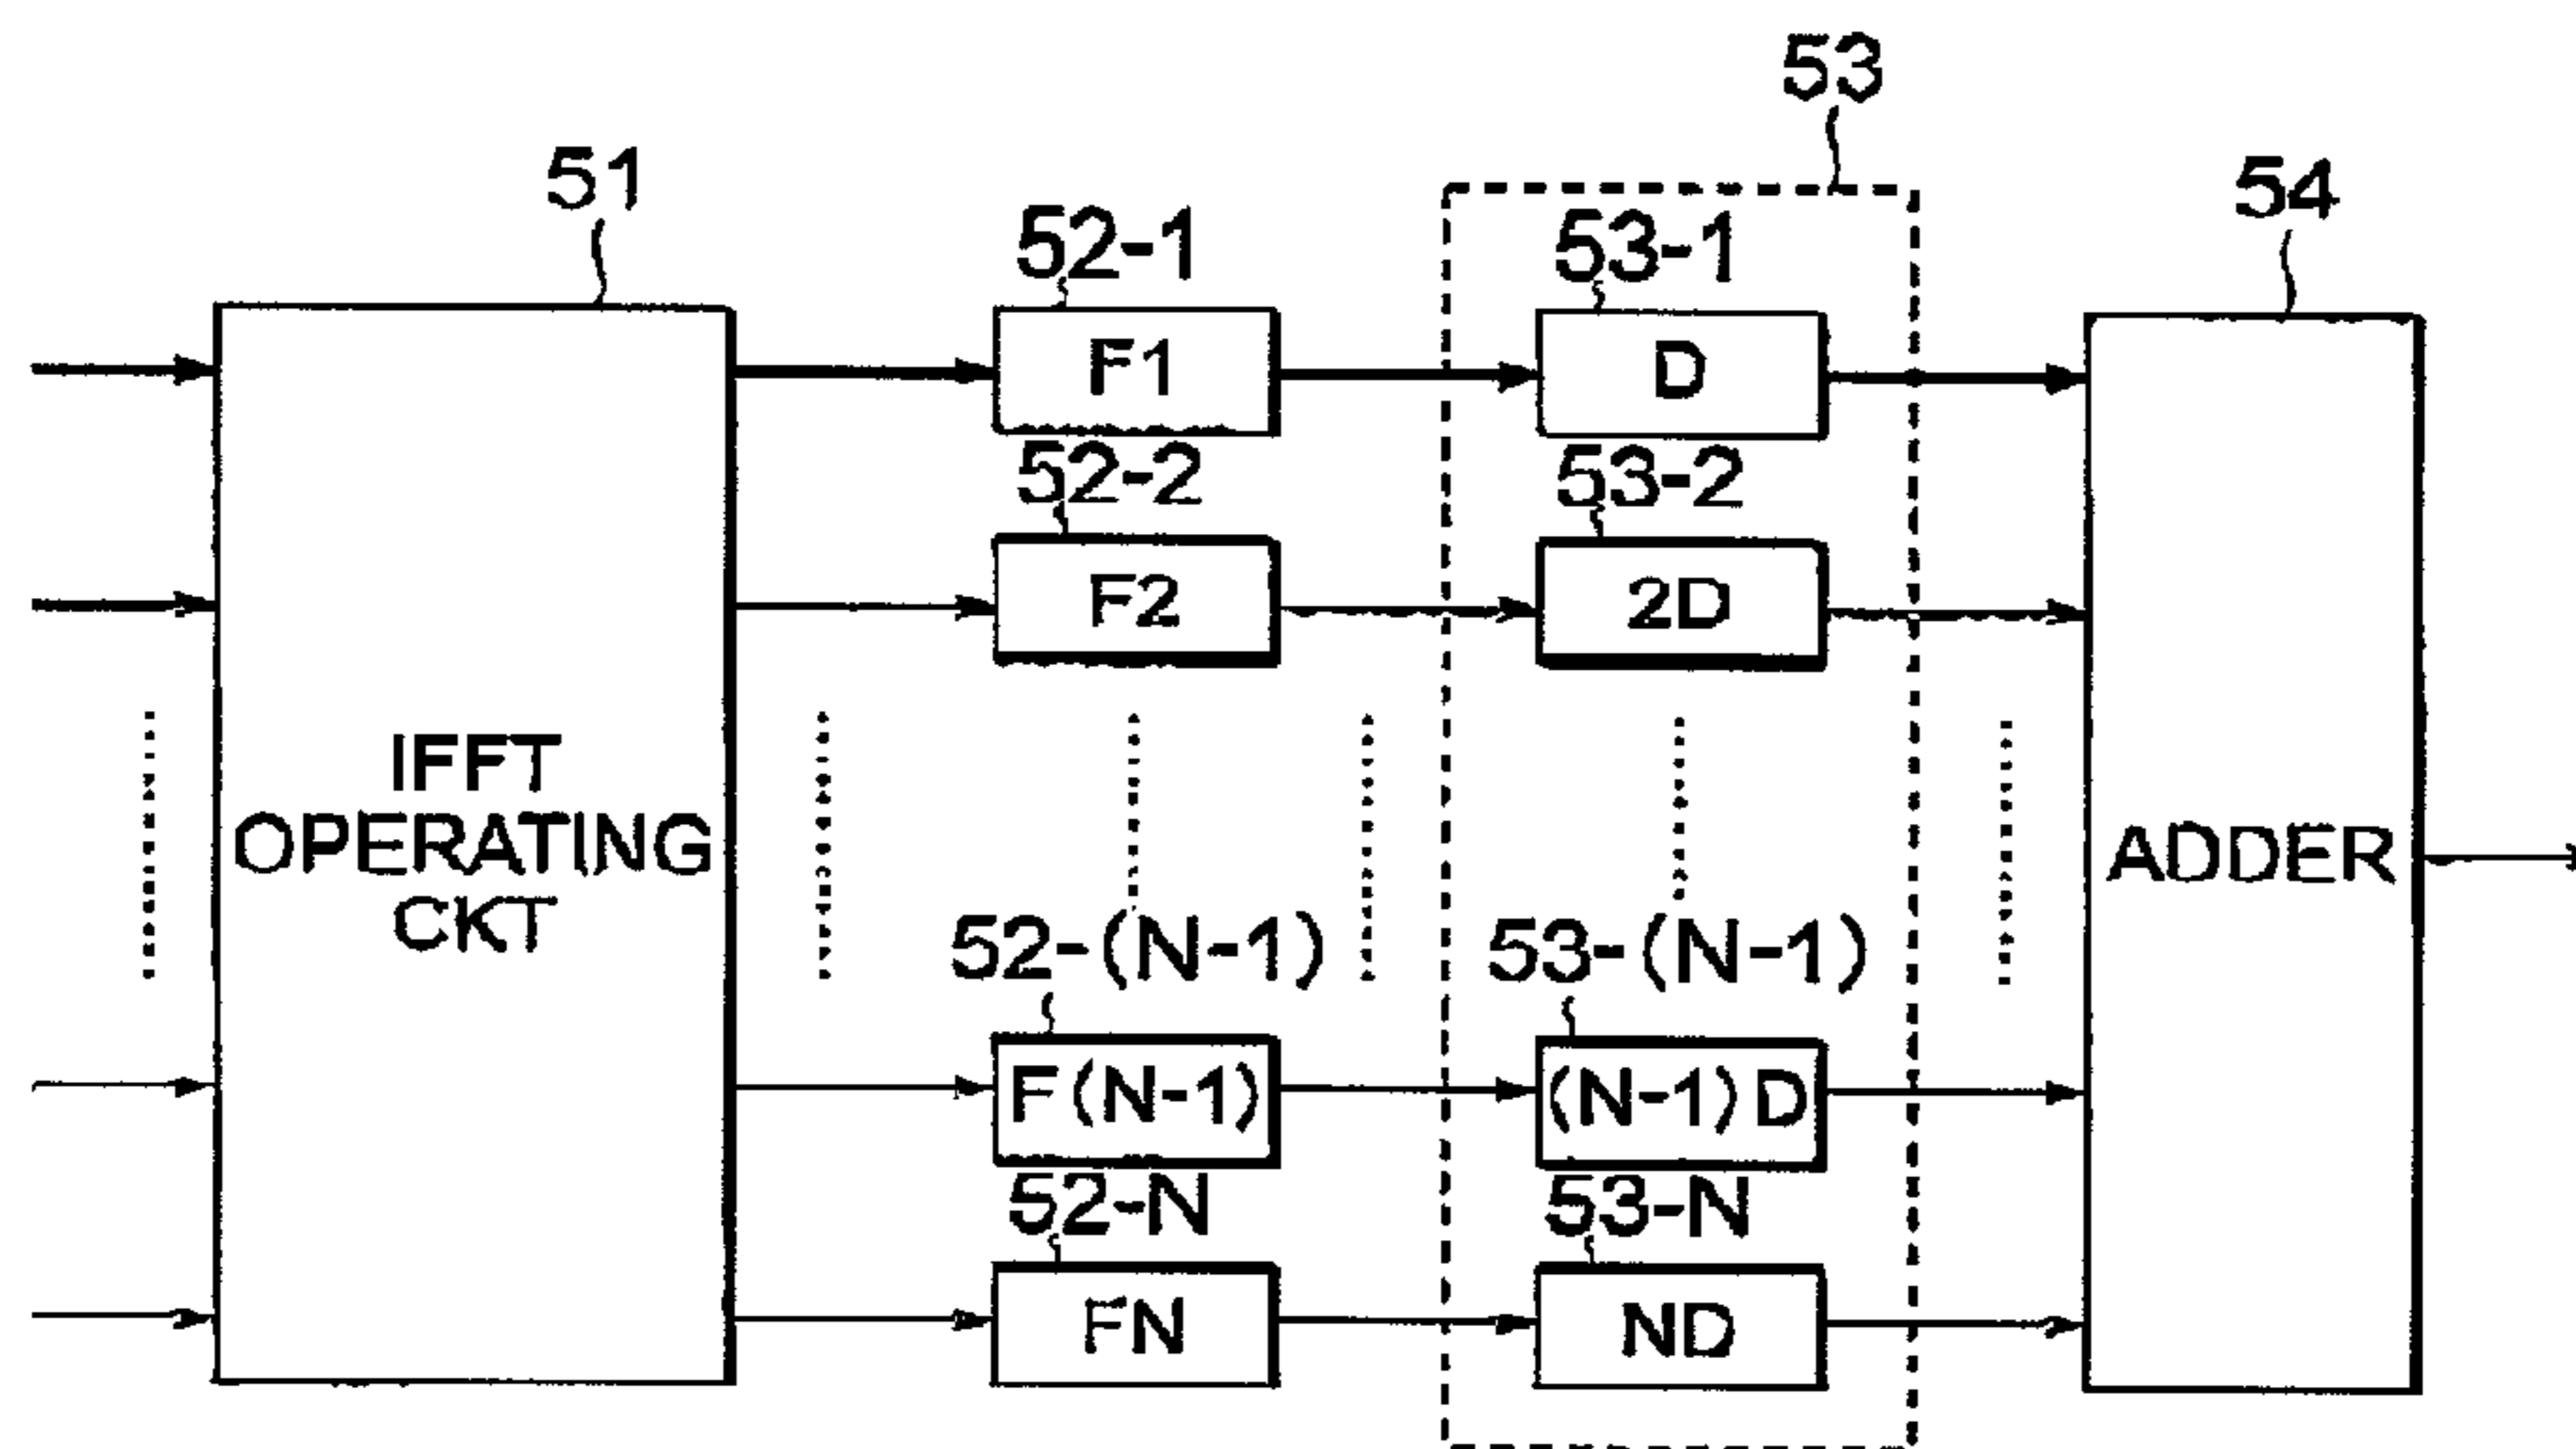 53
51
54
52-1
53-1
F1
D
52-2
53-2
F2
2D
IFFT
OPERATING
CKT
ADDER
52-(N-1)
53-(N-1)
F(N-1)
(N-1)D
52-N
53-N
FN
ND